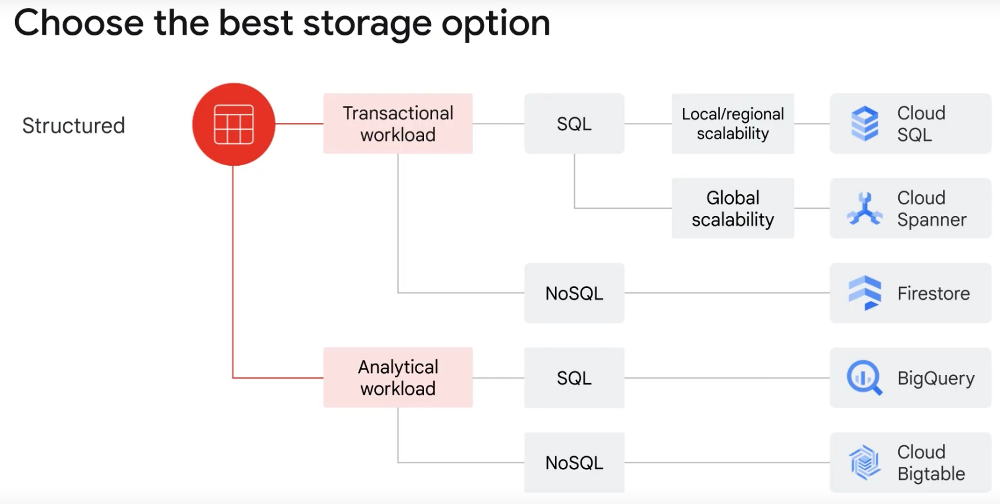 Choose the best storage option
Structured
Transactional
workload
SQL
Local/regional
scalability
Cloud
SQL
Global
scalability
Cloud
Spanner
NoSQL
Firestore
Analytical
workload
SQL
BigQuery
NoSQL
Cloud
Bigtable